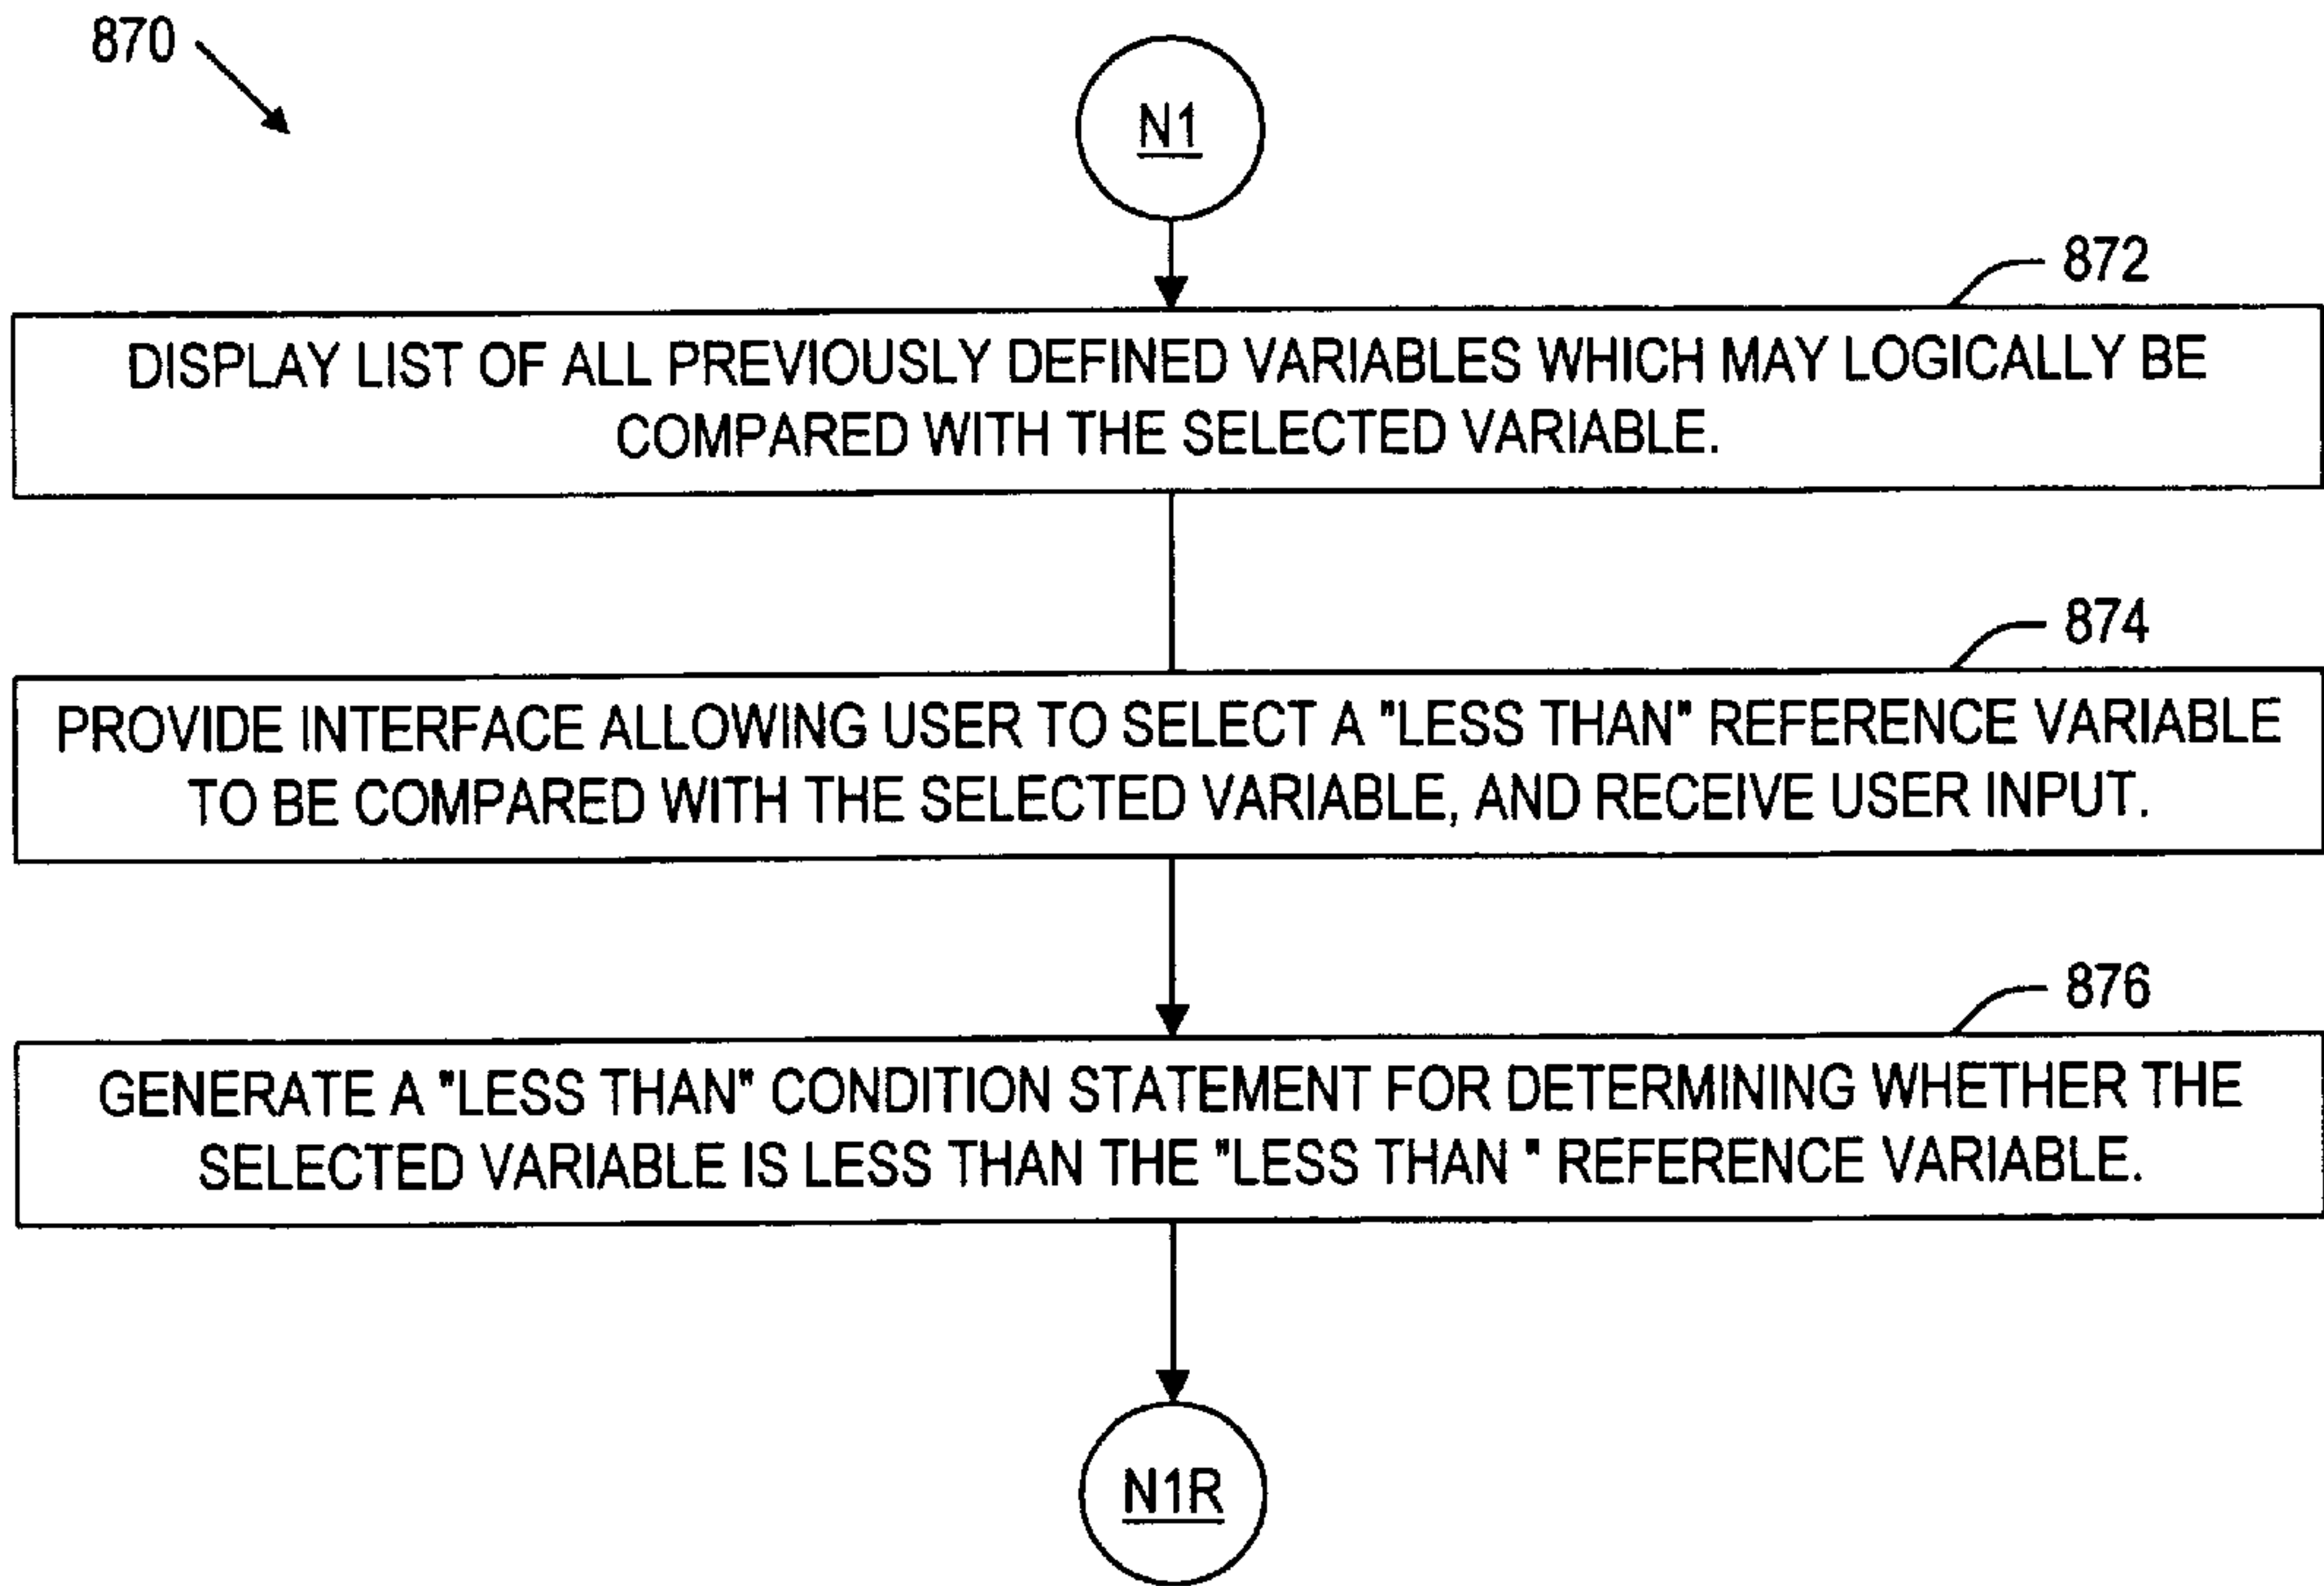 870
N1
872
DISPLAY LIST OF ALL PREVIOUSLY DEFINED VARIABLES WHICH MAY LOGICALLY BE
COMPARED WITH THE SELECTED VARIABLE.
874
PROVIDE INTERFACE ALLOWING USER TO SELECT A "LESS THAN" REFERENCE VARIABLE
TO BE COMPARED WITH THE SELECTED VARIABLE, AND RECEIVE USER INPUT.
876
GENERATE A "LESS THAN" CONDITION STATEMENT FOR DETERMINING WHETHER THE
SELECTED VARIABLE IS LESS THAN THE "LESS THAN " REFERENCE VARIABLE.
N1R